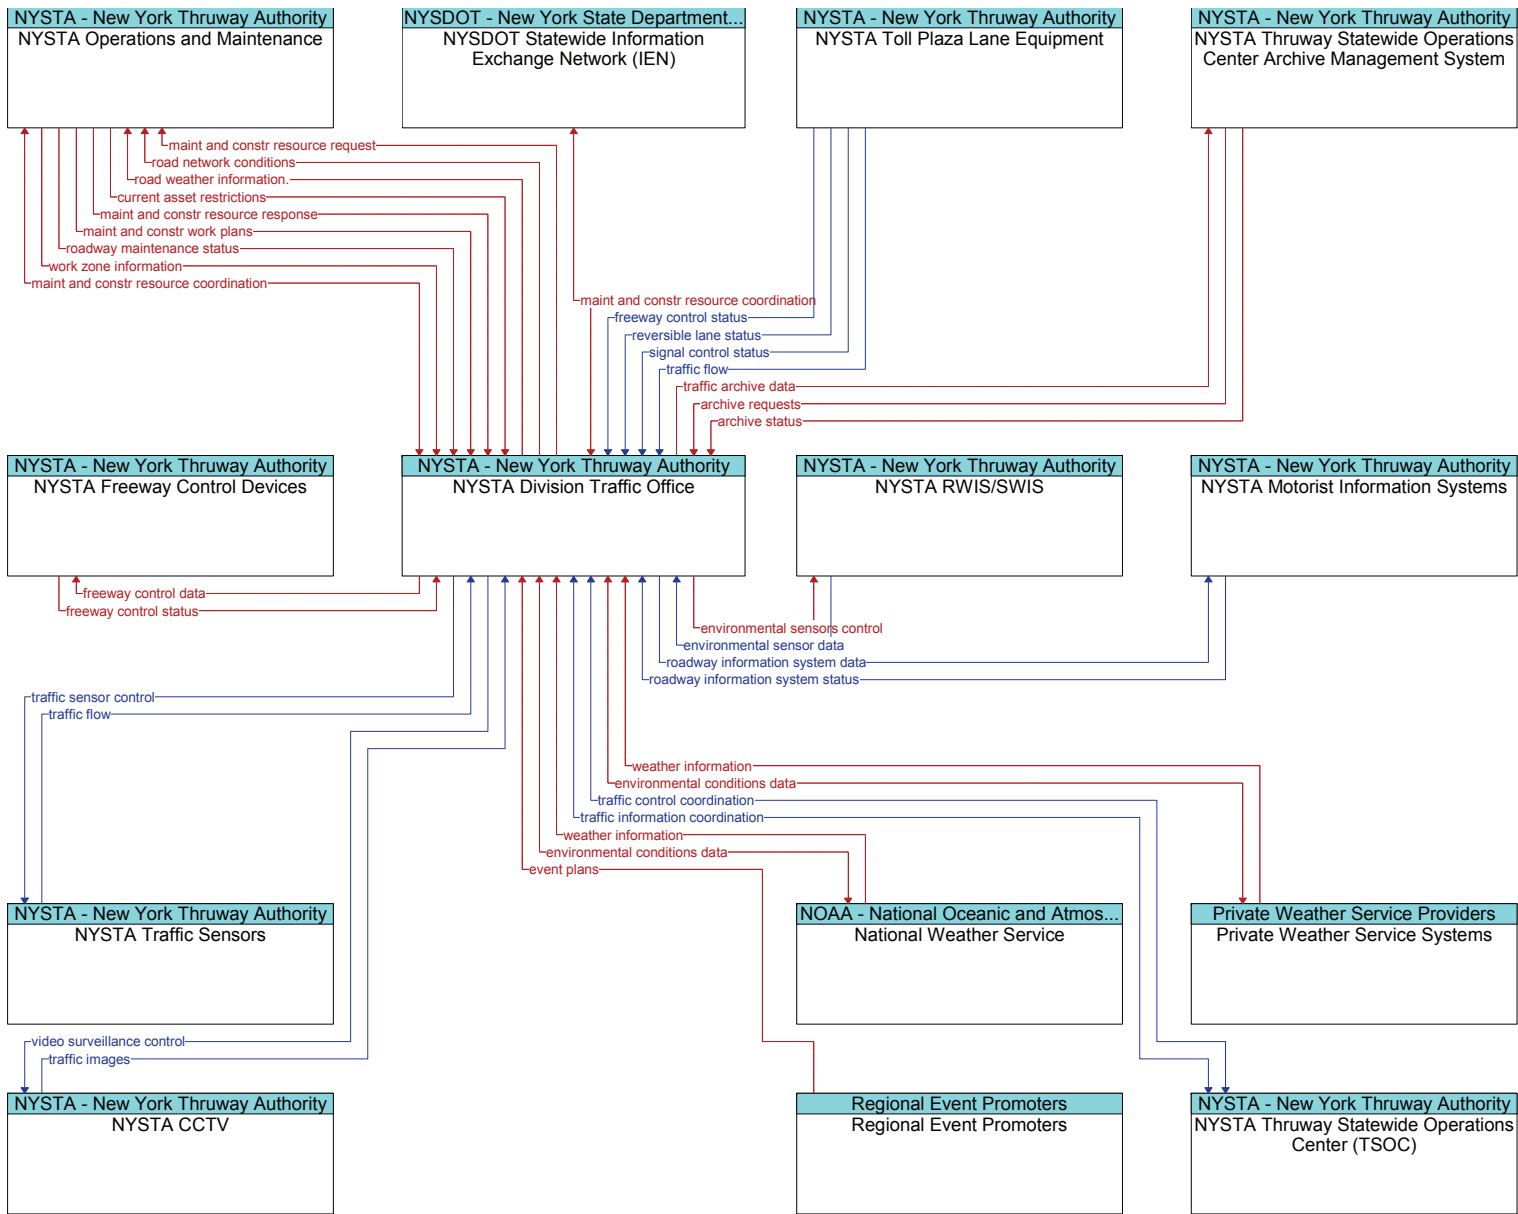 NYSTA - New York Thruway Authority
NYSTA Operations and Maintenance
NYSDOT - New York State Department...
NYSDOT Statewide Information
Exchange Network (IEN)
NYSTA - New York Thruway Authority
NYSTA Toll Plaza Lane Equipment
NYSTA - New York Thruway Authority
NYSTA Thruway Statewide Operations
Center Archive Management System
maint and constr resource request
road network conditions
road weather information.
current asset restrictions
maint and constr resource response
maint and constr work plans
roadway maintenance status
work zone information
maint and constr resource coordination
maint and constr resource coordination
freeway control status
reversible lane status
signal control status
traffic flow
traffic archive data
archive requests
archive status
NYSTA - New York Thruway Authority
NYSTA Freeway Control Devices
NYSTA - New York Thruway Authority
NYSTA Division Traffic Office
NYSTA - New York Thruway Authority
NYSTA RWIS/SWIS
NYSTA - New York Thruway Authority
NYSTA Motorist Information Systems
freeway control data
freeway control status
environmental sensors control
environmental sensor data
roadway information system data
roadway information system status
traffic sensor control
traffic flow
weather information
environmental conditions data
traffic control coordination
traffic information coordination
weather information
environmental conditions data
event plans
NYSTA - New York Thruway Authority
NYSTA Traffic Sensors
NOAA - National Oceanic and Atmos...
National Weather Service
Private Weather Service Providers
Private Weather Service Systems
video surveillance control
traffic images
NYSTA - New York Thruway Authority
NYSTA CCTV
Regional Event Promoters
Regional Event Promoters
NYSTA - New York Thruway Authority
NYSTA Thruway Statewide Operations
Center (TSOC)